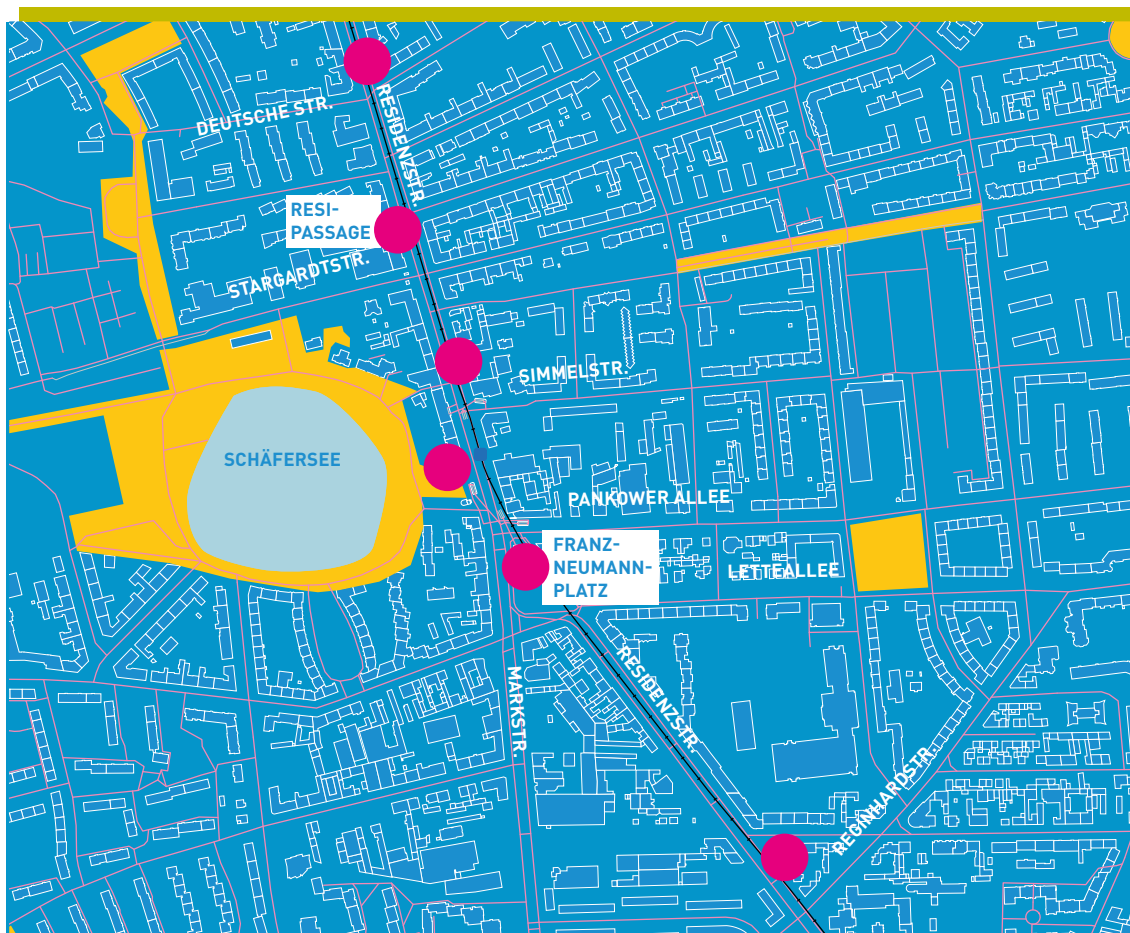 DEUTSCHE STR.
RESIDENZSTR.
RESI-
PASSAGE
STARGARDTSTR.
SIMMELSTR.
SCHÄFERSEE
PANKOWER ALLEE
FRANZ-
NEUMANN-
PLATZ
LETTEALLEE
RESIDENZSTR.
MARKSTR.
REGINHARDSTR.